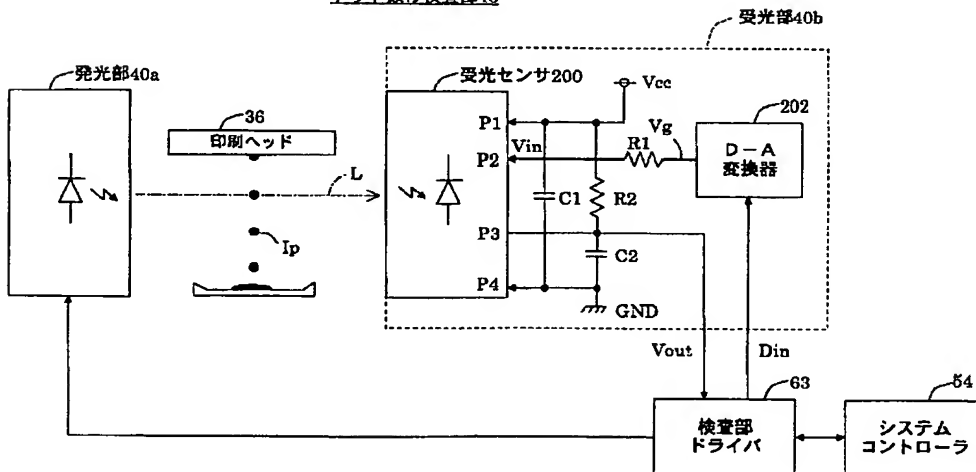 受光部40b
発光部40a
受光センサ200
Vcc
36
印刷ヘッド
P1
202
Vg
D－A
変換器
Vin
R1
P2
L
C1
R2
P3
Ip
C2
P4
GND
Vout
Din
63
54
検査部
ドライバ
システム
コントローラ